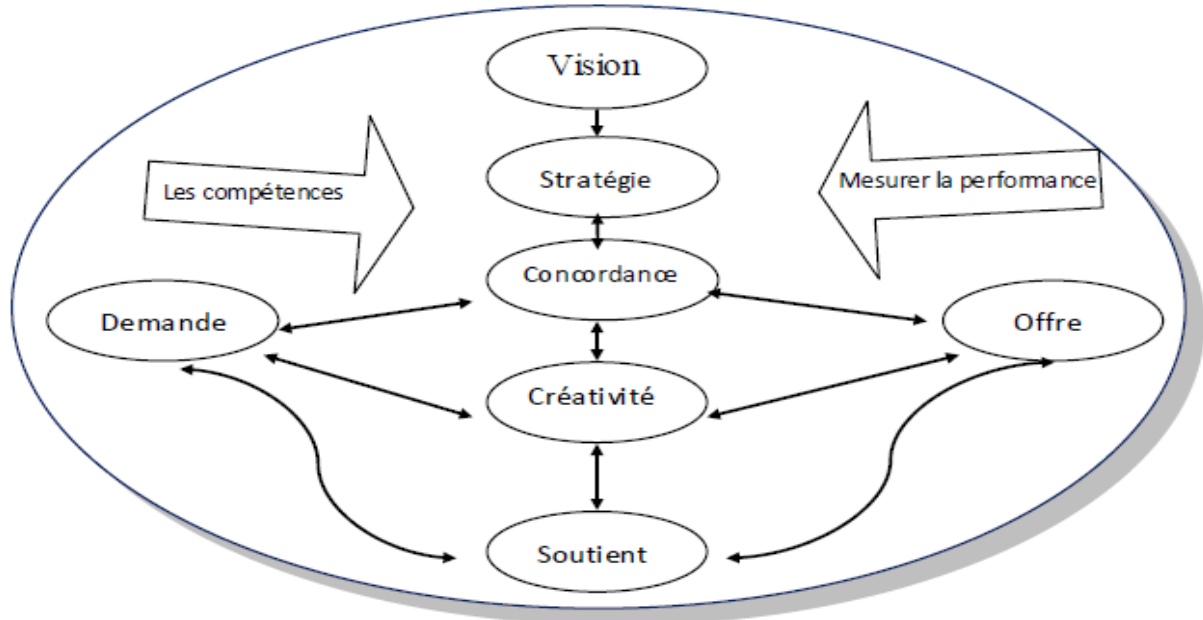 Vision
Stratégie
Les compétences
Mesurer la performance
Concordance
Demande
Offre
Créativité
Soutient